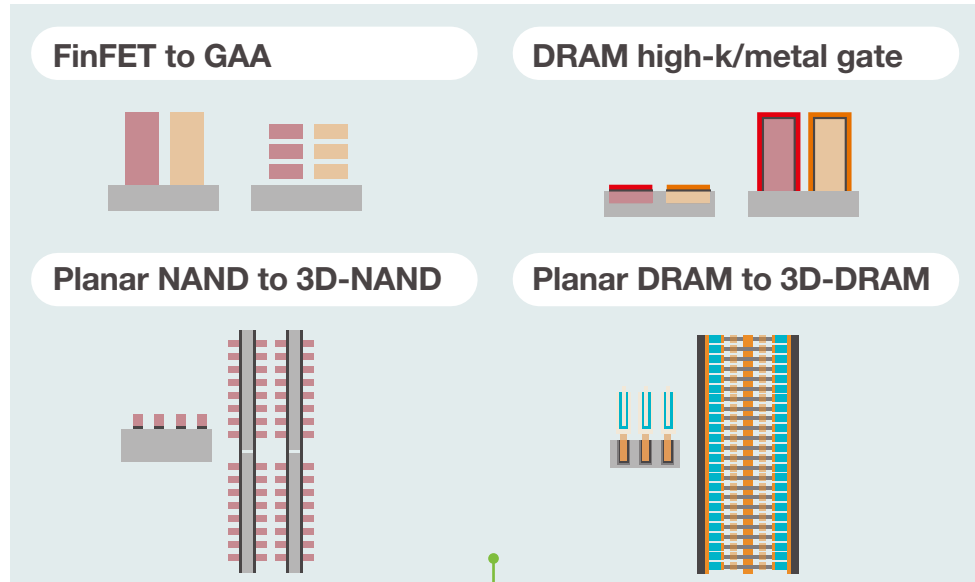 FinFET to GAA
DRAM high-k/metal gate
Planar NAND to 3D-NAND
Planar DRAM to 3D-DRAM